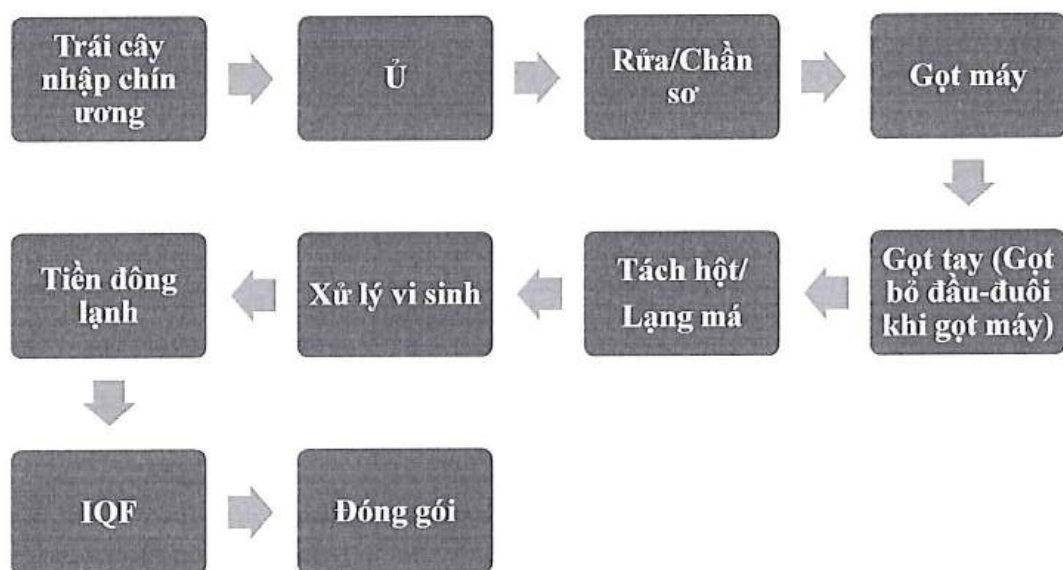 Trái cây
nhập chín
ương
Ủ
Rửa/Chần
sơ
Gọt máy
Gọt tay (Gọt
bỏ đầu-đuôi
khi gọt máy)
Tách hột/
Lạng má
Xử lý vi sinh
Tiền đông
lạnh
IQF
Đóng gói